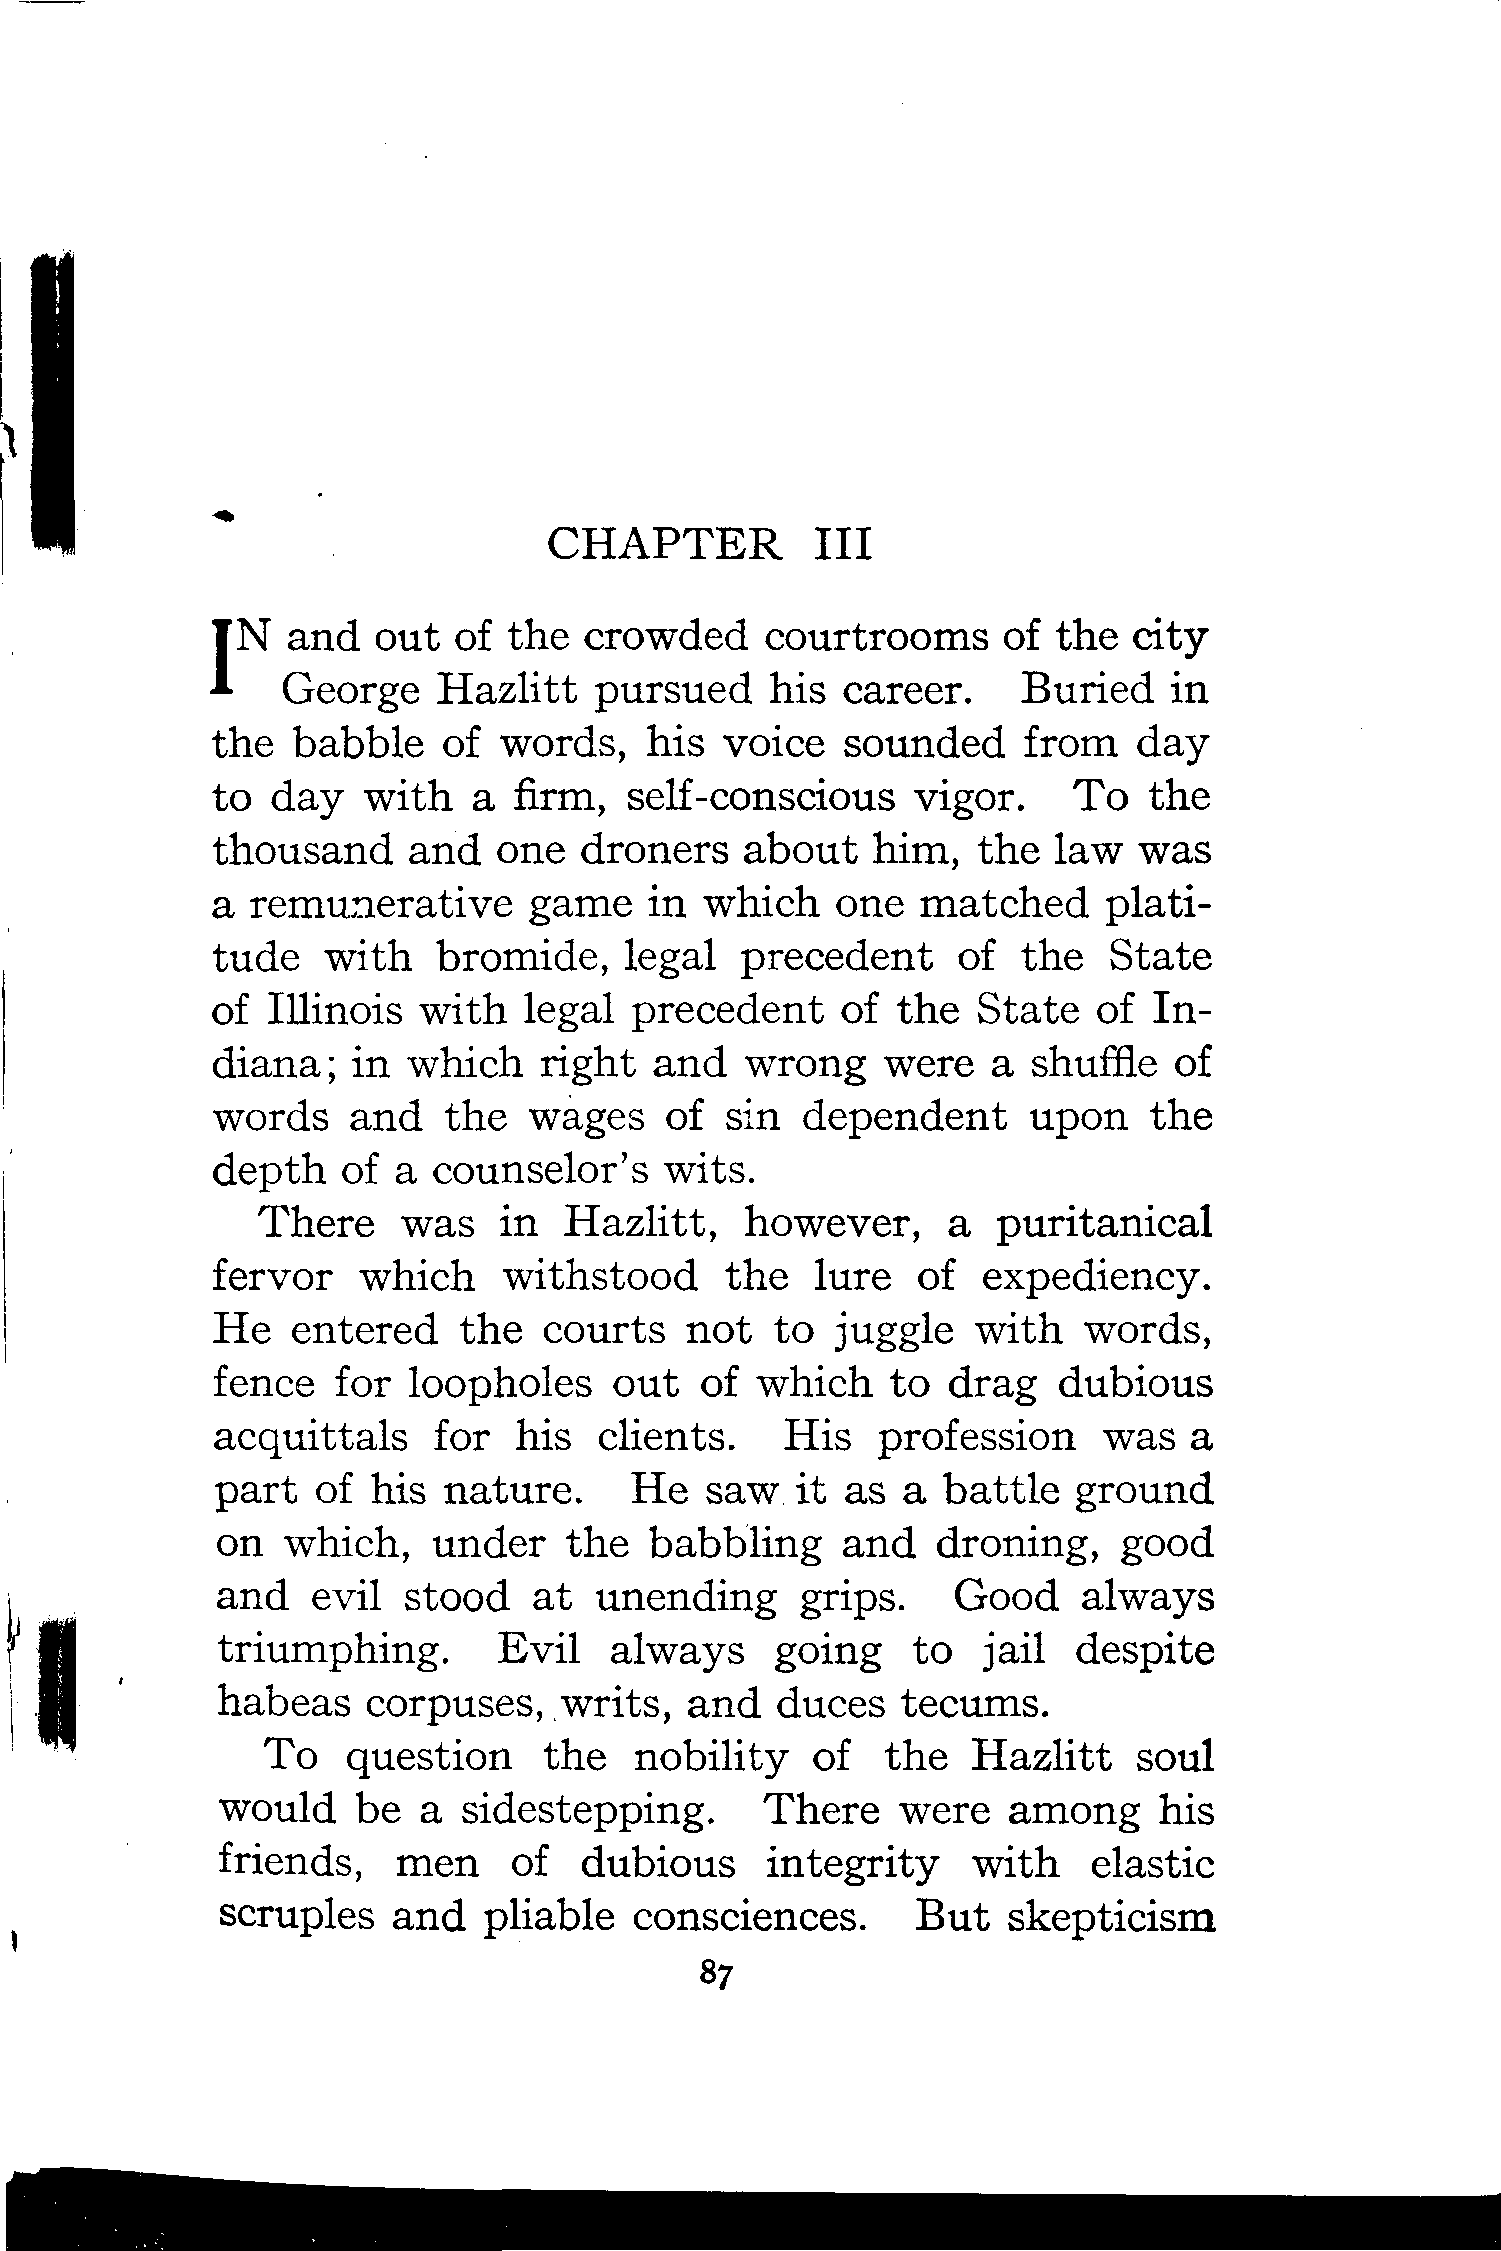 CHAPTER III
IN and out of the crowded courtrooms of the city
George Hazlitt pursued his career. Buried in
the babble of words, his voice sounded from day
to day with a firm, self-conscious vigor. To the
thousand and one droners about him, the law was
a remunerative game in which one matched plati-
tude with bromide, legal precedent of the State
of Illinois with legal precedent of the State of In-
diana; in which right and wrong were a shuffle of
words and the wages of sin dependent upon the
depth of a counselor's wits.
There was in Hazlitt, however, a puritanical
fervor which withstood the lure of expediency.
He entered the courts not to juggle with words,
fence for loopholes out of which to drag dubious
acquittals for his clients. His profession was a
part of his nature. He saw it as a battle ground
on which, under the babbling and droning, good
and evil stood at unending grips. Good always
triumphing. Evil always going to jail despite
habeas corpuses, writs, and duces tecums.
To question the nobility of the Hazlitt soul
would be a sidestepping. There were among his
friends, men of dubious integrity with elastic
scruples and pliable consciences. But skepticism
87